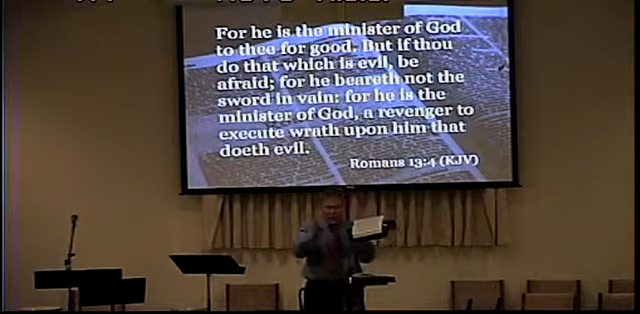 For he is the minister of God
to thee for good. But if thou
do that which is evil, be
afraid; for he beareth not the
sword in vain: for he is the
minister of God, a revenger to
execute wrath upon him that
doeth evil.
Romans 13:4 (KJV)